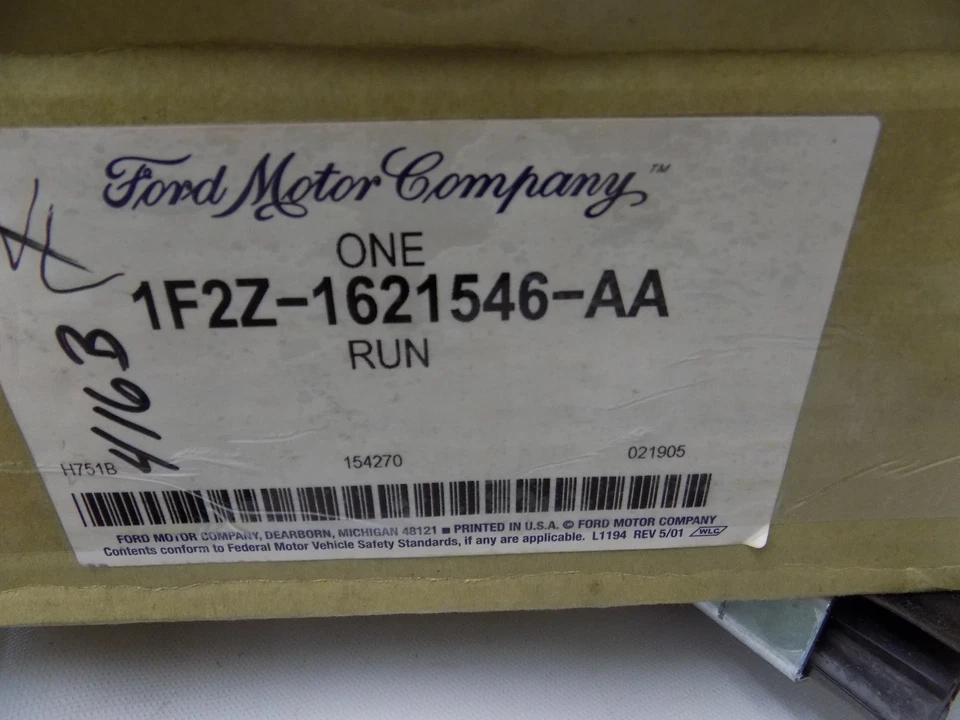 Ford Motor Company™
ONE
1F2Z-1621546-AA
RUN
4116B
H751B 154270 021905
FORD MOTOR COMPANY, DEARBORN, MICHIGAN 48121 ■ PRINTED IN U.S.A. © FORD MOTOR COMPANY
Contents conform to Federal Motor Vehicle Safety Standards, if any are applicable. L1194 REV 5/01 WLC